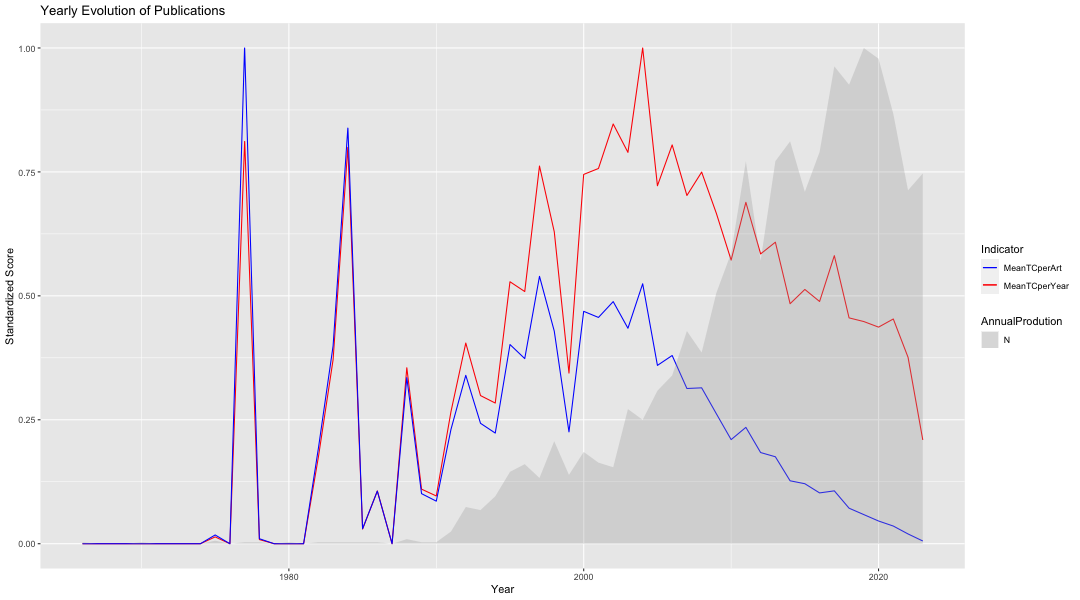 Yearly Evolution of Publications
1.00
0.75
0.50
0.25
0.00
Standardized Score
1980
2000
2020
Year
Indicator
MeanTCperArt
MeanTCperYear
AnnualProdution
N